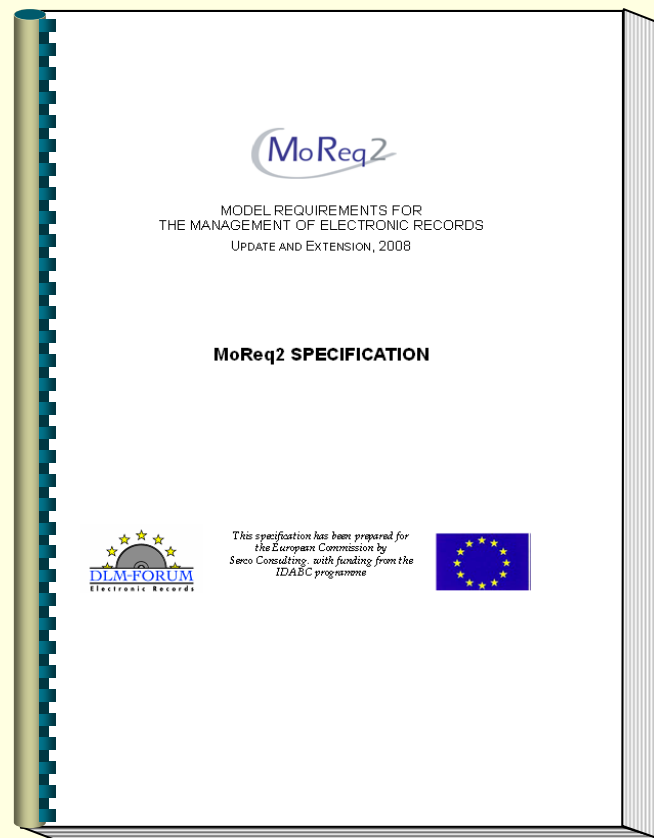 MoReq2
MODEL REQUIREMENTS FOR
THE MANAGEMENT OF ELECTRONIC RECORDS
UPDATE AND EXTENSION, 2008
MoReq2 SPECIFICATION
This specification has been prepared for
the European Commission by
Serco Consulting. with funding from the
IDABC programme
DLM-FORUM
Electronic Records